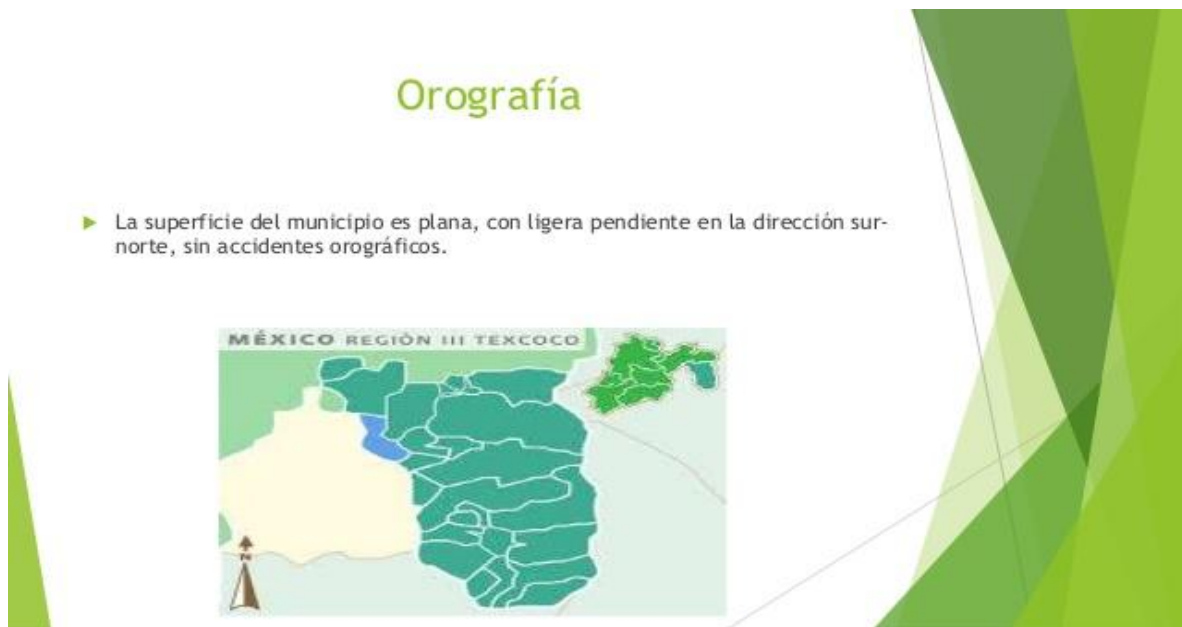 Orografía
La superficie del municipio es plana, con ligera pendiente en la dirección sur-
norte, sin accidentes orográficos.
MÉXICO REGIÓN III TEXCOCO
N